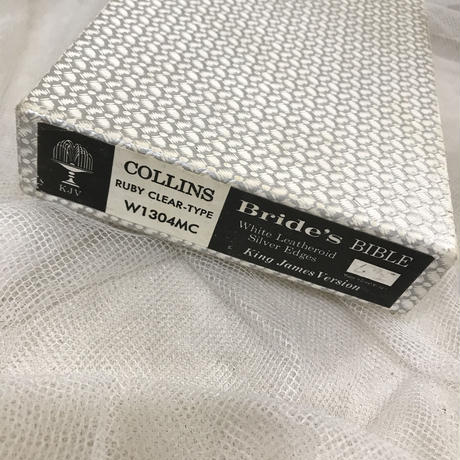 KJV
COLLINS
RUBY CLEAR-TYPE
W1304MC
Bride's BIBLE
White Leatheroid
Silver Edges
King James Version